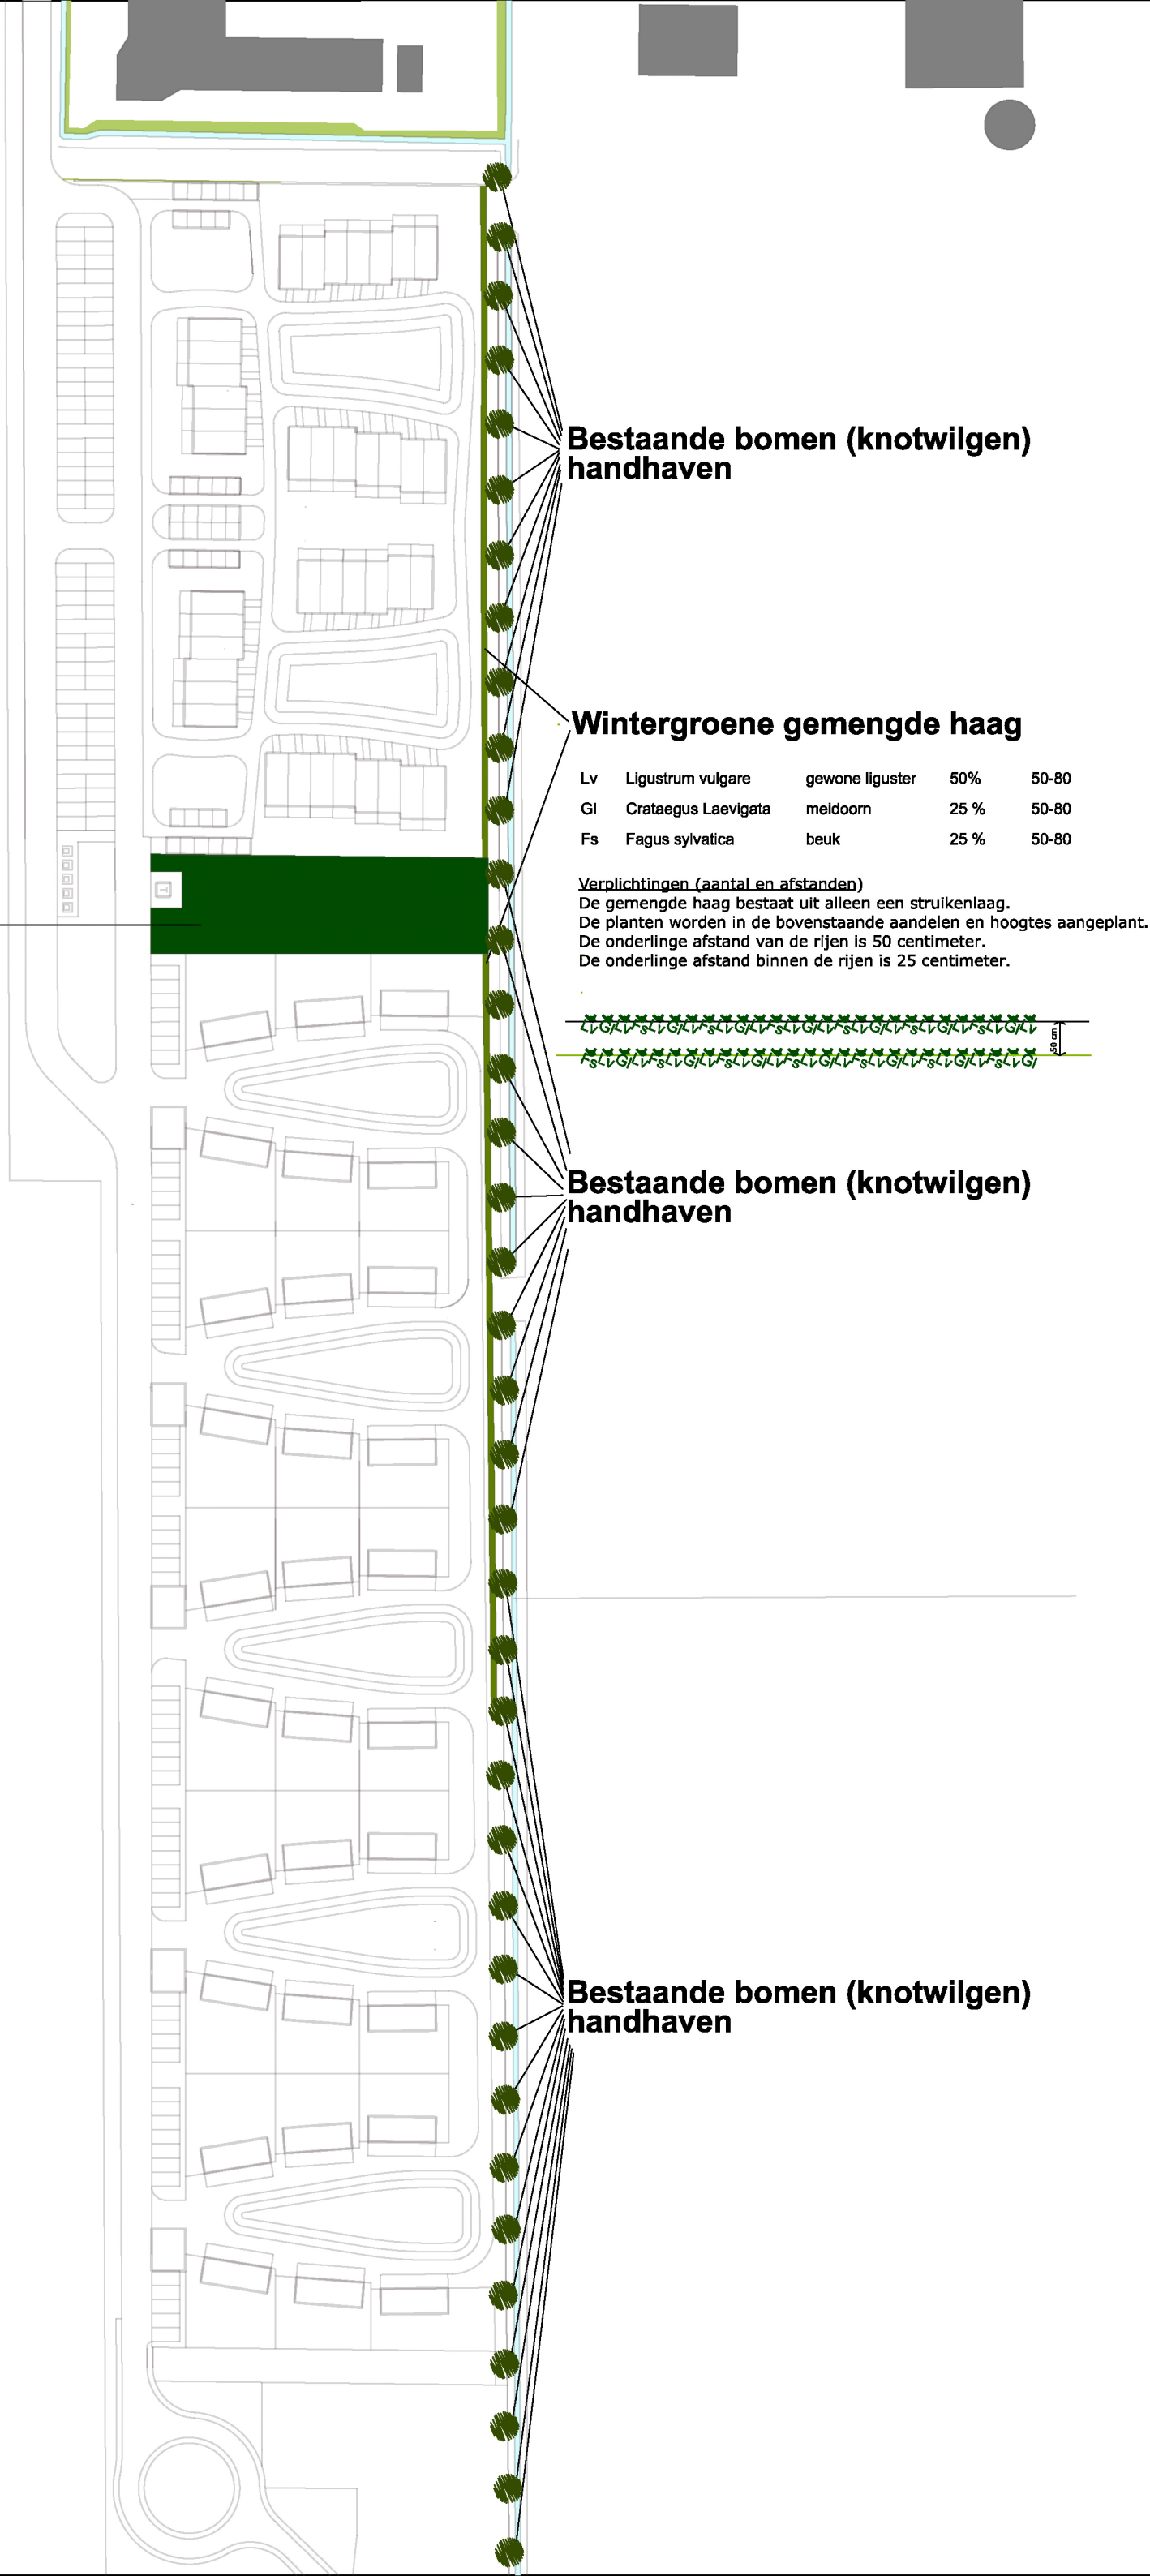 Bestaande bomen (knotwilgen)
handhaven
Wintergroene gemengde haag
Lv Ligustrum vulgare gewone liguster 50% 50-80
Gl Crataegus Laevigata meidoorn 25 % 50-80
Fs Fagus sylvatica beuk 25 % 50-80
Verplichtingen (aantal en afstanden)
De gemengde haag bestaat uit alleen een struikenlaag.
De planten worden in de bovenstaande aandelen en hoogtes aangeplant.
De onderlinge afstand van de rijen is 50 centimeter.
De onderlinge afstand binnen de rijen is 25 centimeter.
LvGlLvFsLvGlLvFsLvGlLvFsLvGlLvFsLvGlLvFsLvGlLvFsLvGlLv
50 cm
FsLvGlLvFsLvGlLvFsLvGlLvFsLvGlLvFsLvGlLvFsLvGlLvFsLvGl
Bestaande bomen (knotwilgen)
handhaven
Bestaande bomen (knotwilgen)
handhaven